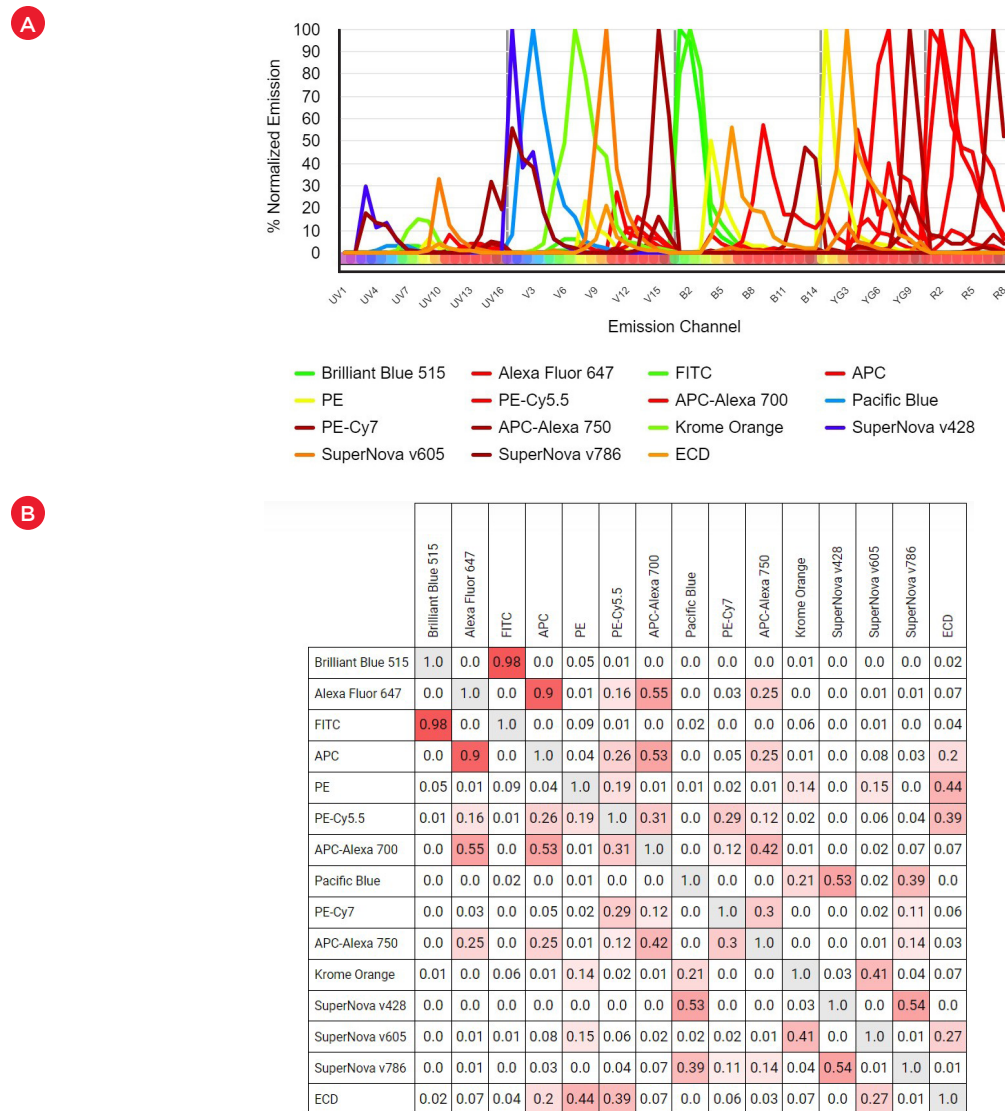 A
% Normalized Emission
100
90
80
70
60
50
40
30
20
10
0
UV1 UV4 UV7 UV10 UV13 UV16 V3 V6 V9 V12 V15 B2 B5 B8 B11 B14 YG3 YG6 YG9 R2 R5 R8
Emission Channel
Brilliant Blue 515 Alexa Fluor 647 FITC APC
PE PE-Cy5.5 APC-Alexa 700 Pacific Blue
PE-Cy7 APC-Alexa 750 Krome Orange SuperNova v428
SuperNova v605 SuperNova v786 ECD
B
Brilliant Blue 515 Alexa Fluor 647 FITC APC PE PE-Cy5.5 APC-Alexa 700 Pacific Blue PE-Cy7 APC-Alexa 750 Krome Orange SuperNova v428 SuperNova v605 SuperNova v786 ECD
Brilliant Blue 515 1.0 0.0 0.98 0.0 0.05 0.01 0.0 0.0 0.0 0.0 0.01 0.0 0.0 0.0 0.02
Alexa Fluor 647 0.0 1.0 0.0 0.9 0.01 0.16 0.55 0.0 0.03 0.25 0.0 0.0 0.01 0.01 0.07
FITC 0.98 0.0 1.0 0.0 0.09 0.01 0.0 0.02 0.0 0.0 0.06 0.0 0.01 0.0 0.04
APC 0.0 0.9 0.0 1.0 0.04 0.26 0.53 0.0 0.05 0.25 0.01 0.0 0.08 0.03 0.2
PE 0.05 0.01 0.09 0.04 1.0 0.19 0.01 0.01 0.02 0.01 0.14 0.0 0.15 0.0 0.44
PE-Cy5.5 0.01 0.16 0.01 0.26 0.19 1.0 0.31 0.0 0.29 0.12 0.02 0.0 0.06 0.04 0.39
APC-Alexa 700 0.0 0.55 0.0 0.53 0.01 0.31 1.0 0.0 0.12 0.42 0.01 0.0 0.02 0.07 0.07
Pacific Blue 0.0 0.0 0.02 0.0 0.01 0.0 0.0 1.0 0.0 0.0 0.21 0.53 0.02 0.39 0.0
PE-Cy7 0.0 0.03 0.0 0.05 0.02 0.29 0.12 0.0 1.0 0.3 0.0 0.0 0.02 0.11 0.06
APC-Alexa 750 0.0 0.25 0.0 0.25 0.01 0.12 0.42 0.0 0.3 1.0 0.0 0.0 0.01 0.14 0.03
Krome Orange 0.01 0.0 0.06 0.01 0.14 0.02 0.01 0.21 0.0 0.0 1.0 0.03 0.41 0.04 0.07
SuperNova v428 0.0 0.0 0.0 0.0 0.0 0.0 0.0 0.53 0.0 0.0 0.03 1.0 0.0 0.54 0.0
SuperNova v605 0.0 0.01 0.01 0.08 0.15 0.06 0.02 0.02 0.02 0.01 0.41 0.0 1.0 0.01 0.27
SuperNova v786 0.0 0.01 0.0 0.03 0.0 0.04 0.07 0.39 0.11 0.14 0.04 0.54 0.01 1.0 0.01
ECD 0.02 0.07 0.04 0.2 0.44 0.39 0.07 0.0 0.06 0.03 0.07 0.0 0.27 0.01 1.0